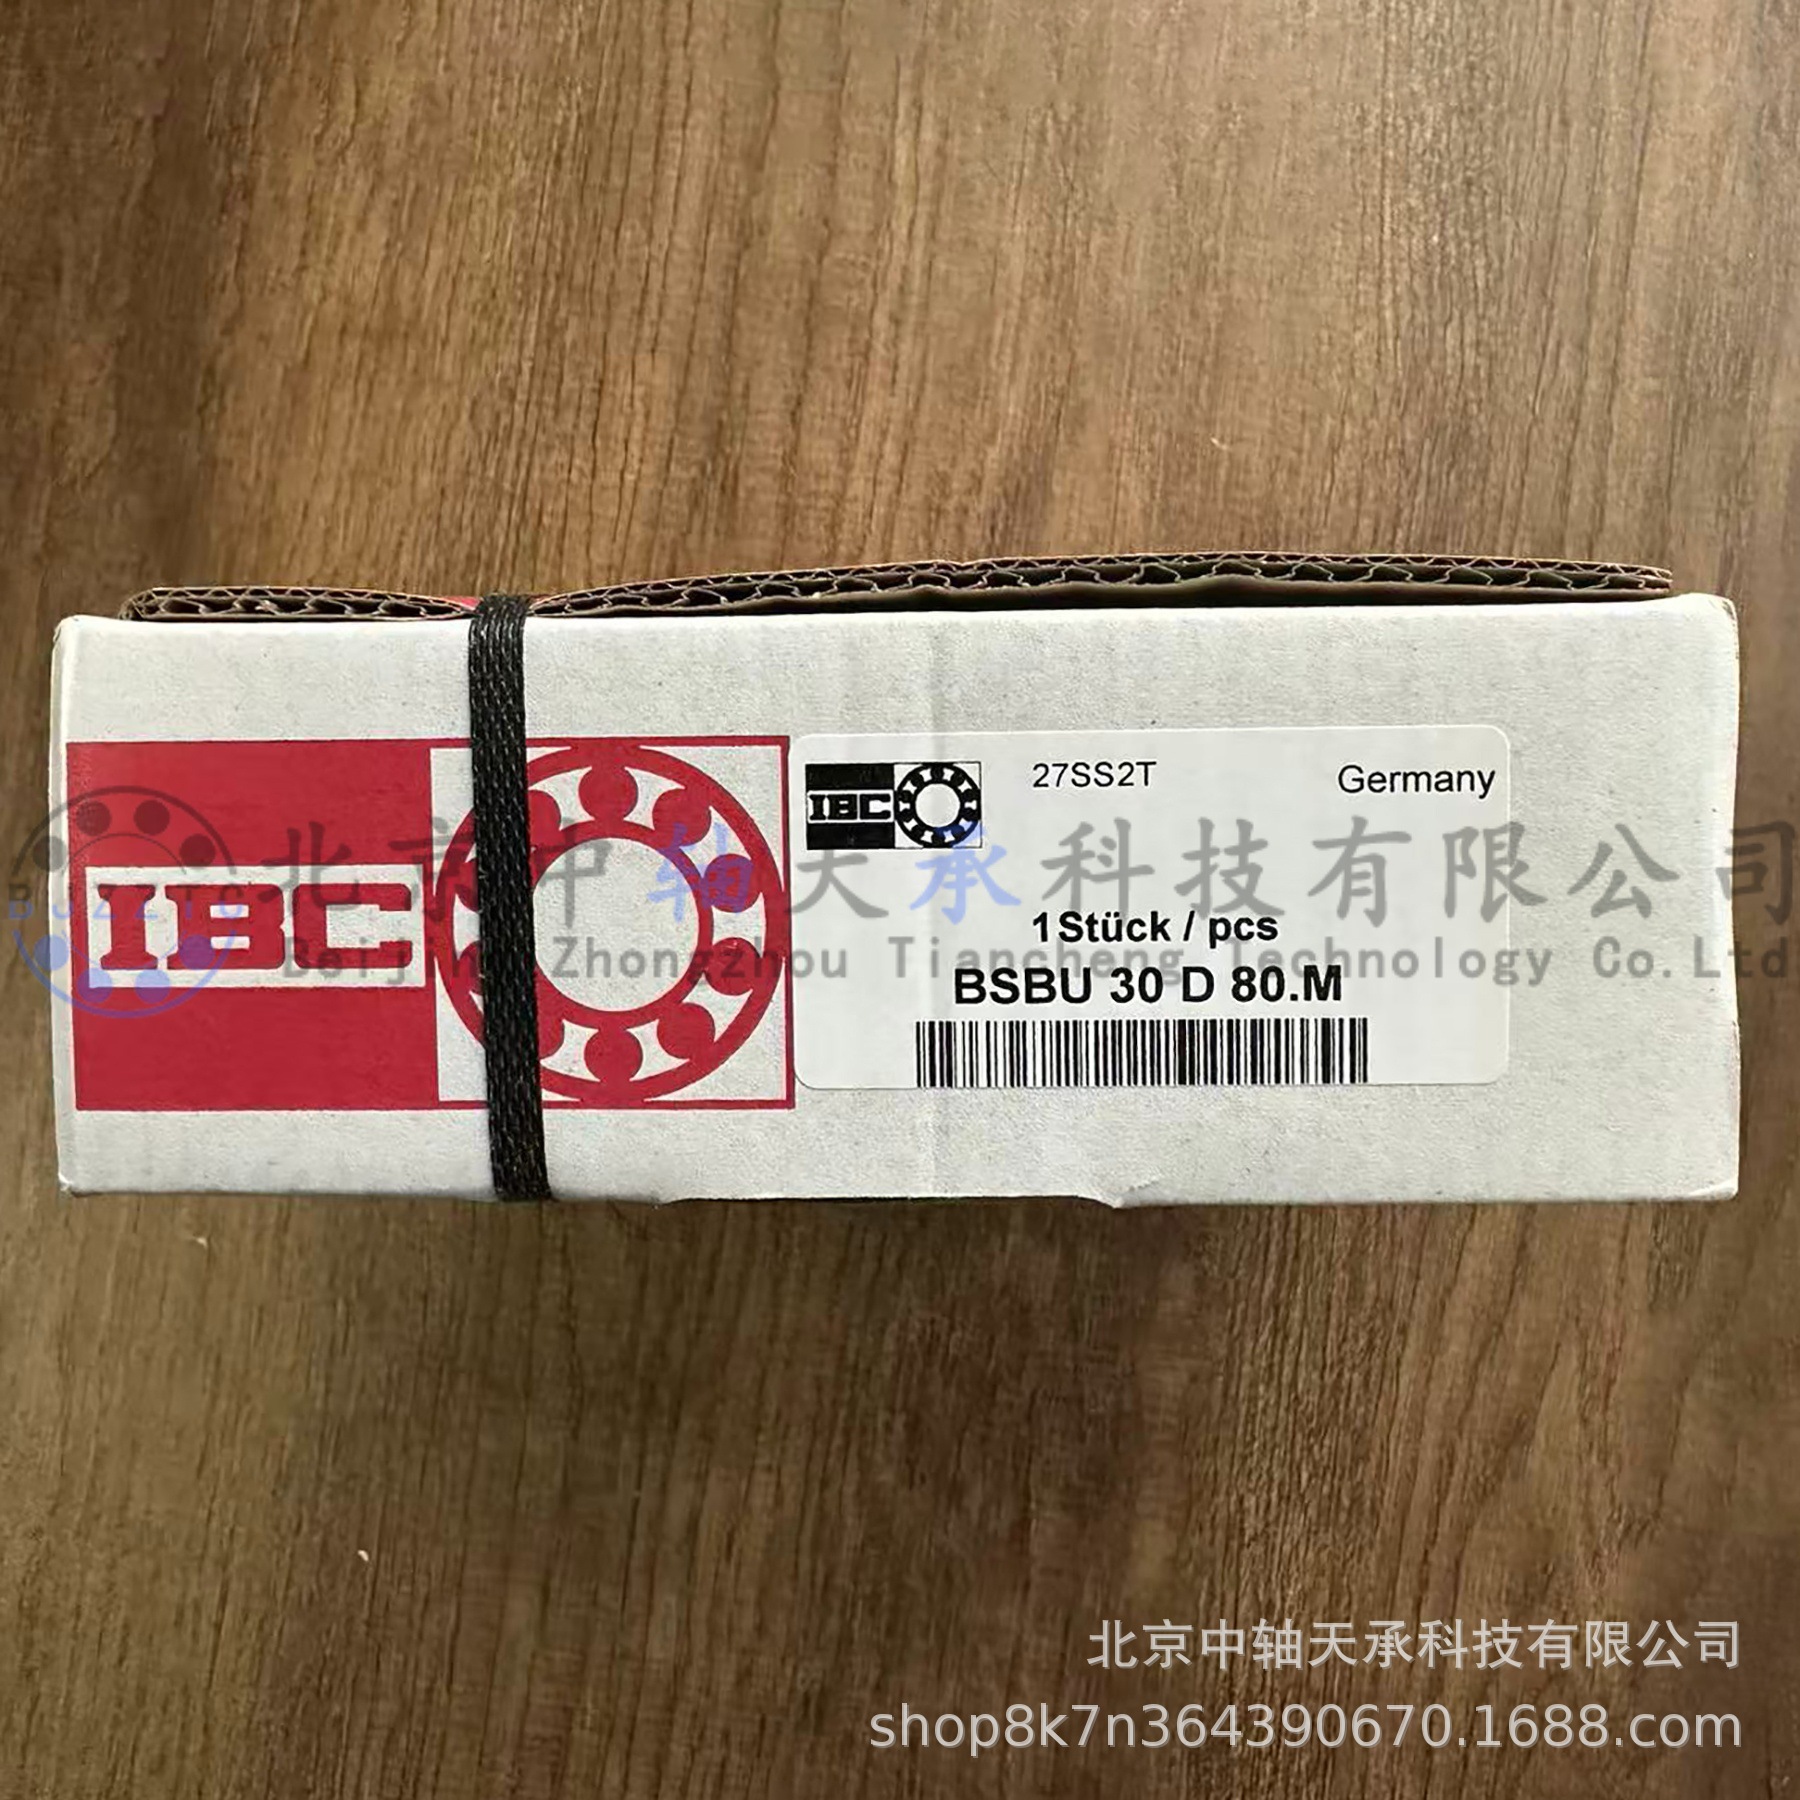 27SS2T
Germany
IBC
IBC
北京中轴天承科技有限公司
BJZZTC
1Stück / pcs
Beijing Zhongzhou Tiancheng Technology Co.Ltd
BSBU 30 D 80.M
北京中轴天承科技有限公司
shop8k7n364390670.1688.com